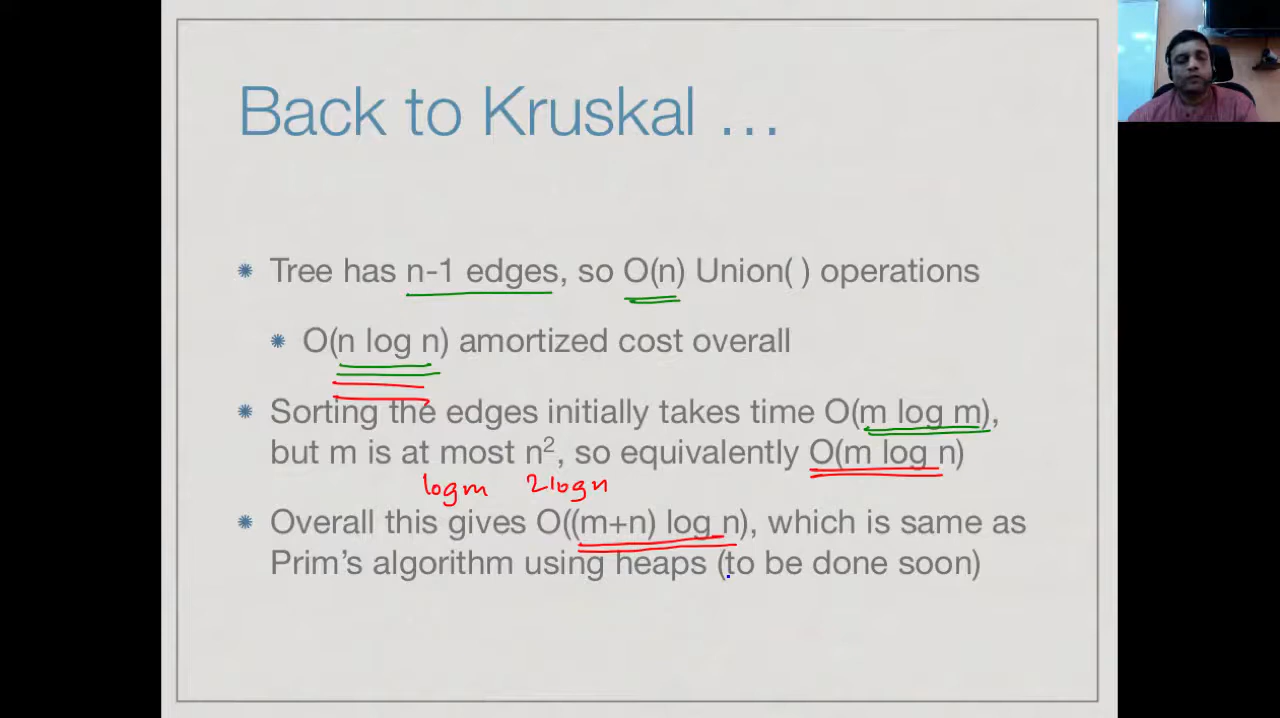 Back to Kruskal …
Tree has n-1 edges, so O(n) Union( ) operations
O(n log n) amortized cost overall
Sorting the edges initially takes time O(m log m),
but m is at most n², so equivalently O(m log n)
log m 2 log n
Overall this gives O((m+n) log n), which is same as
Prim's algorithm using heaps (to be done soon)